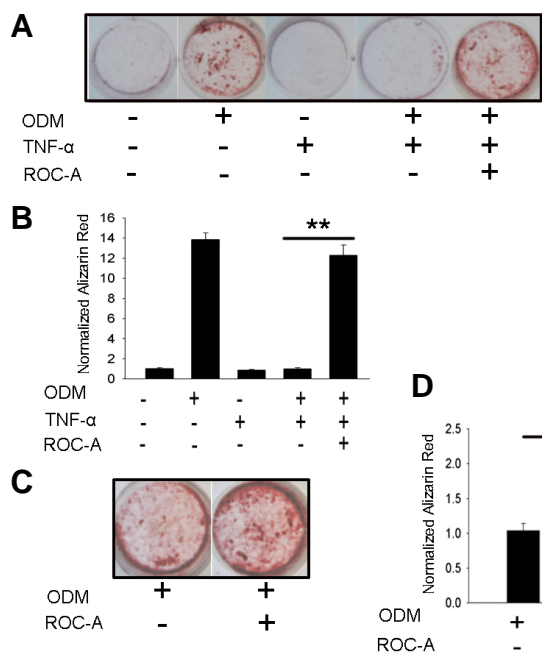 A
ODM - + - + +
TNF-α - - + + +
ROC-A - - - - +
B
Normalized Alizarin Red
16
14
12
10
8
6
4
2
0
**
ODM - + - + +
TNF-α - - + + +
ROC-A - - - - +
C
ODM + +
ROC-A - +
D
Normalized Alizarin Red
2.5
2.0
1.5
1.0
0.5
0.0
ODM +
ROC-A -